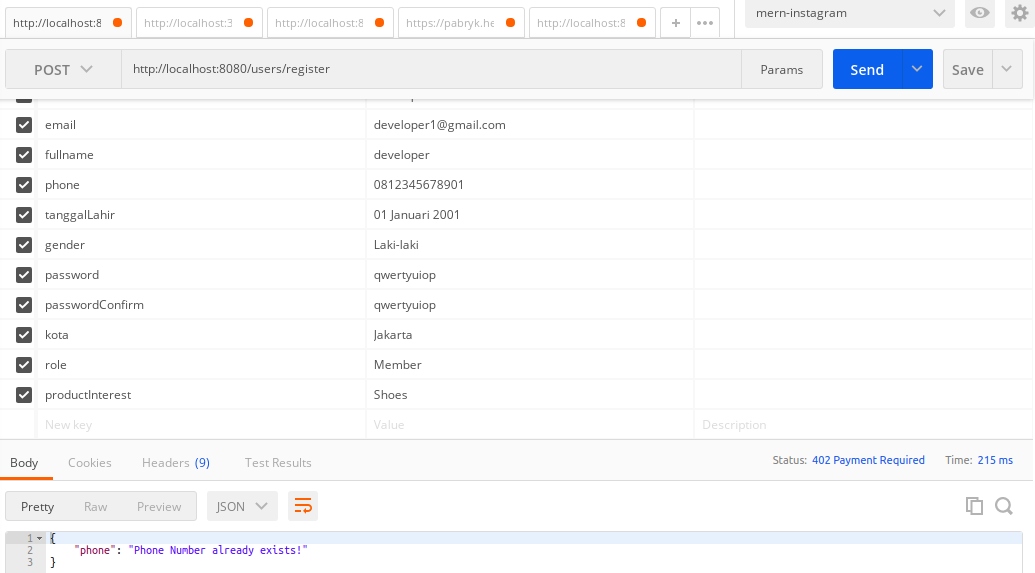 http://localhost:8
http://localhost:3
http://localhost:8
https://pabryk.he
http://localhost:8
+
•••
mern-instagram
POST
http://localhost:8080/users/register
Params
Send
Save
email developer1@gmail.com
fullname developer
phone 0812345678901
tanggalLahir 01 Januari 2001
gender Laki-laki
password qwertyuiop
passwordConfirm qwertyuiop
kota Jakarta
role Member
productInterest Shoes
New key Value Description
Body Cookies Headers (9) Test Results Status: 402 Payment Required Time: 215 ms
Pretty Raw Preview JSON
1 {
2 "phone": "Phone Number already exists!"
3 }